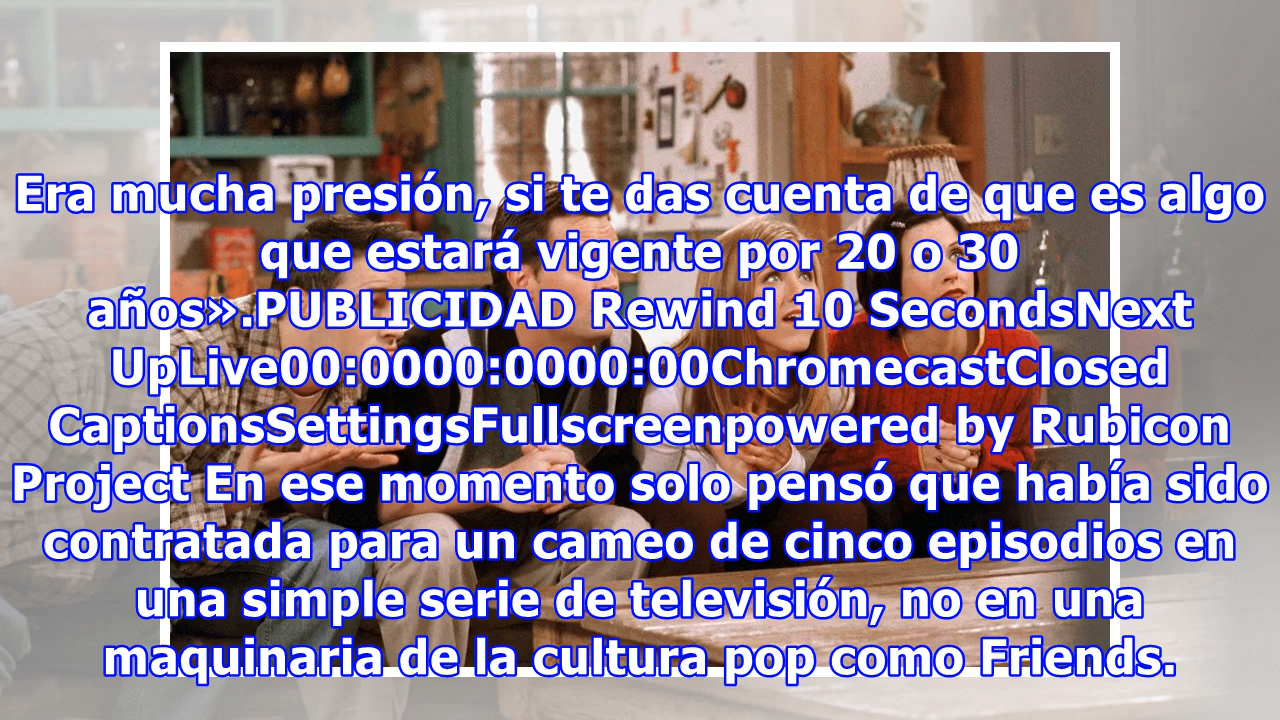 Era mucha presión, si te das cuenta de que es algo
que estará vigente por 20 o 30
años».PUBLICIDAD Rewind 10 SecondsNext
UpLive00:0000:0000:00ChromecastClosed
CaptionsSettingsFullscreenpowered by Rubicon
Project En ese momento solo pensó que había sido
contratada para un cameo de cinco episodios en
una simple serie de televisión, no en una
maquinaria de la cultura pop como Friends.